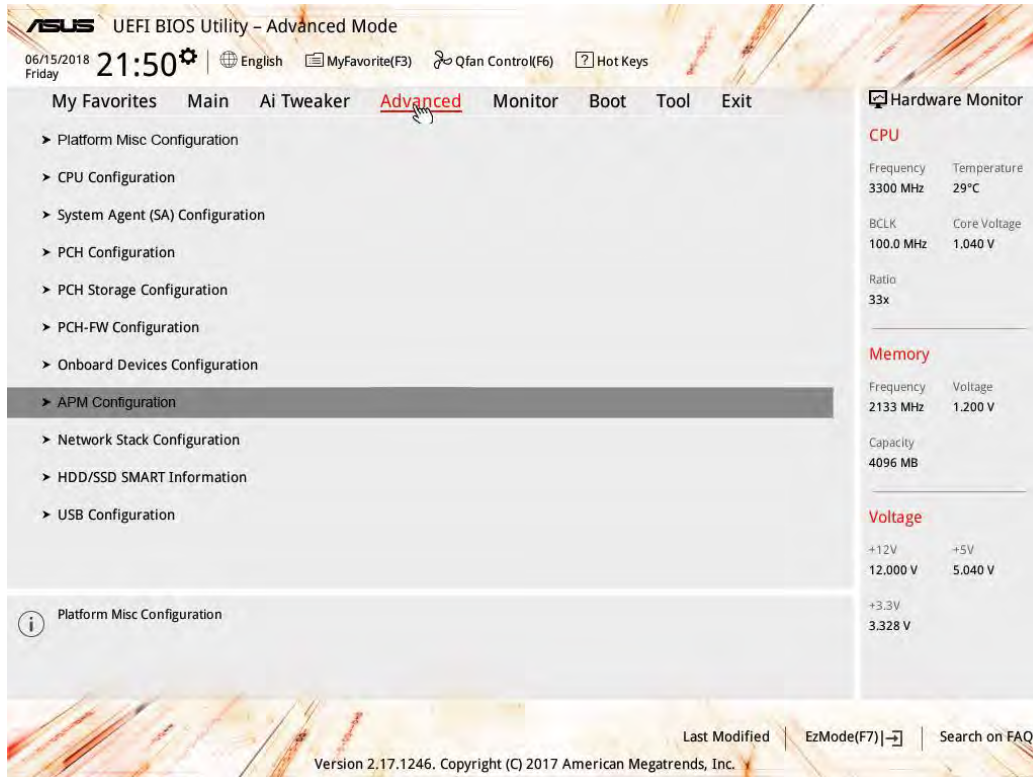 ASUS UEFI BIOS Utility – Advanced Mode
06/15/2018
Friday
21:50
English
MyFavorite(F3)
Qfan Control(F6)
? Hot Keys
My Favorites Main Ai Tweaker Advanced Monitor Boot Tool Exit
Platform Misc Configuration
CPU Configuration
System Agent (SA) Configuration
PCH Configuration
PCH Storage Configuration
PCH-FW Configuration
Onboard Devices Configuration
APM Configuration
Network Stack Configuration
HDD/SSD SMART Information
USB Configuration
i Platform Misc Configuration
Hardware Monitor
CPU
Frequency Temperature
3300 MHz 29°C
BCLK Core Voltage
100.0 MHz 1.040 V
Ratio
33x
Memory
Frequency Voltage
2133 MHz 1.200 V
Capacity
4096 MB
Voltage
+12V +5V
12.000 V 5.040 V
+3.3V
3.328 V
Last Modified
EzMode(F7)
Search on FAQ
Version 2.17.1246. Copyright (C) 2017 American Megatrends, Inc.